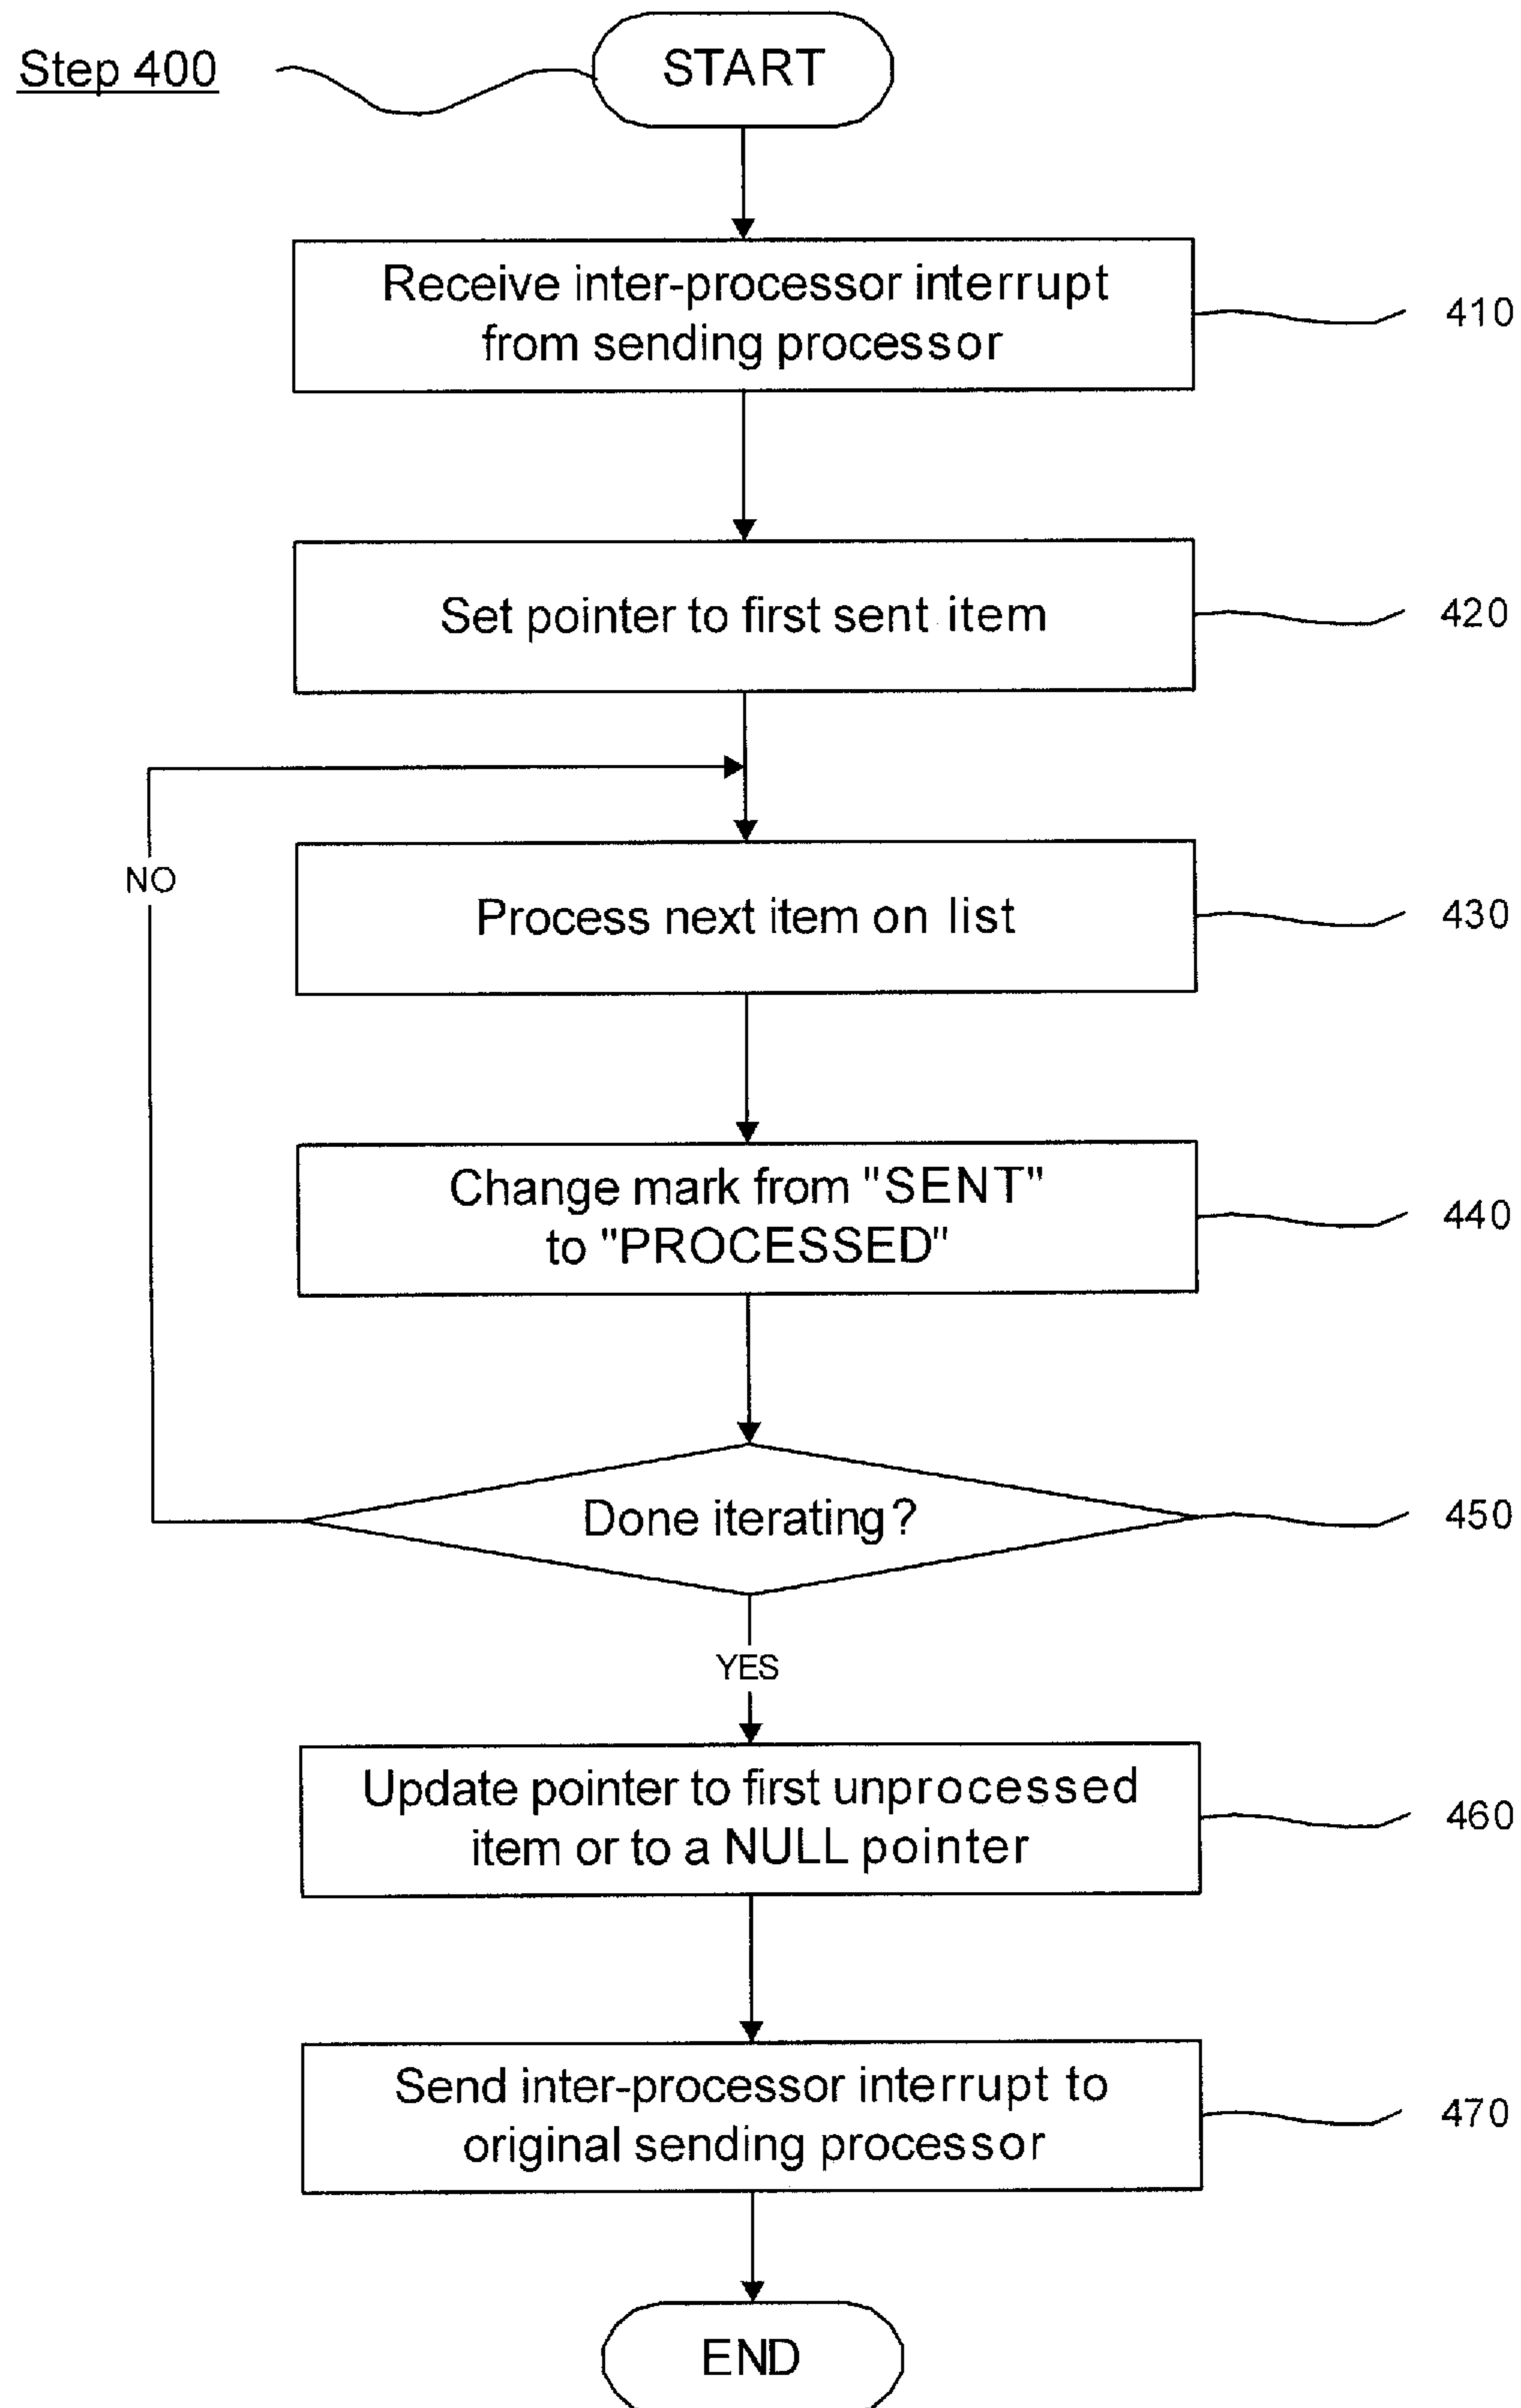 Step 400
START
Receive inter-processor interrupt
from sending processor
410
Set pointer to first sent item
420
NO
Process next item on list
430
Change mark from "SENT"
to "PROCESSED"
440
Done iterating?
450
YES
Update pointer to first unprocessed
item or to a NULL pointer
460
Send inter-processor interrupt to
original sending processor
470
END